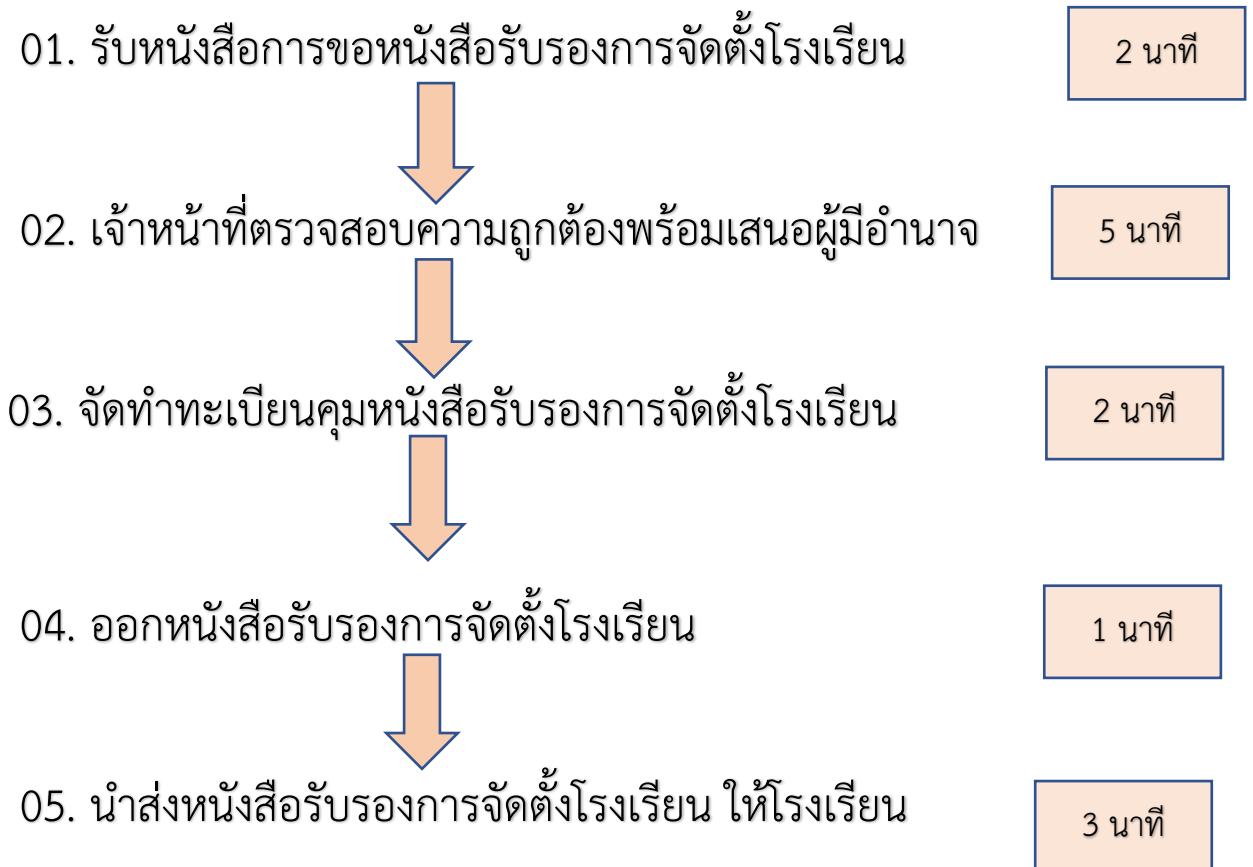 01. รับหนังสือการขอหนังสือรับรองการจัดตั้งโรงเรียน
2 นาที
02. เจ้าหน้าที่ตรวจสอบความถูกต้องพร้อมเสนอผู้มีอำนาจ
5 นาที
03. จัดทำทะเบียนคุมหนังสือรับรองการจัดตั้งโรงเรียน
2 นาที
04. ออกหนังสือรับรองการจัดตั้งโรงเรียน
1 นาที
05. นำส่งหนังสือรับรองการจัดตั้งโรงเรียน ให้โรงเรียน
3 นาที